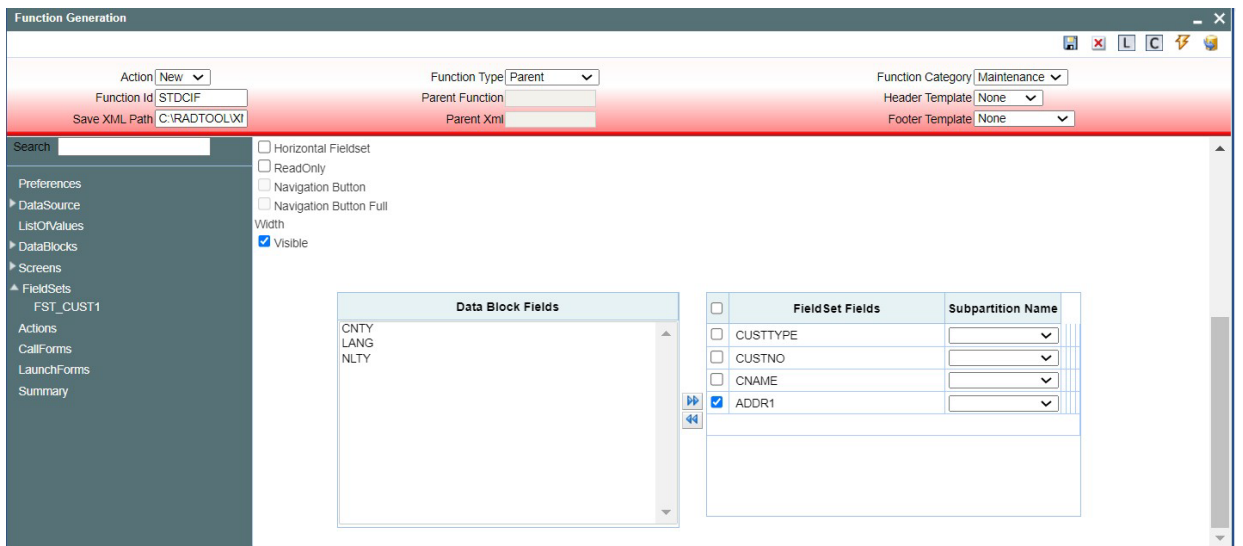 Function Generation
L C
Action New Function Type Parent Function Category Maintenance
Function Id STDCIF Parent Function Header Template None
Save XML Path C:\RADTOOL\XI Parent Xml Footer Template None
Search
Preferences
DataSource
ListOfValues
DataBlocks
Screens
FieldSets
FST_CUST1
Actions
CallForms
LaunchForms
Summary
Horizontal Fieldset
ReadOnly
Navigation Button
Navigation Button Full
Width
Visible
Data Block Fields
CNTY
LANG
NLTY
FieldSet Fields Subpartition Name
CUSTTYPE
CUSTNO
CNAME
ADDR1